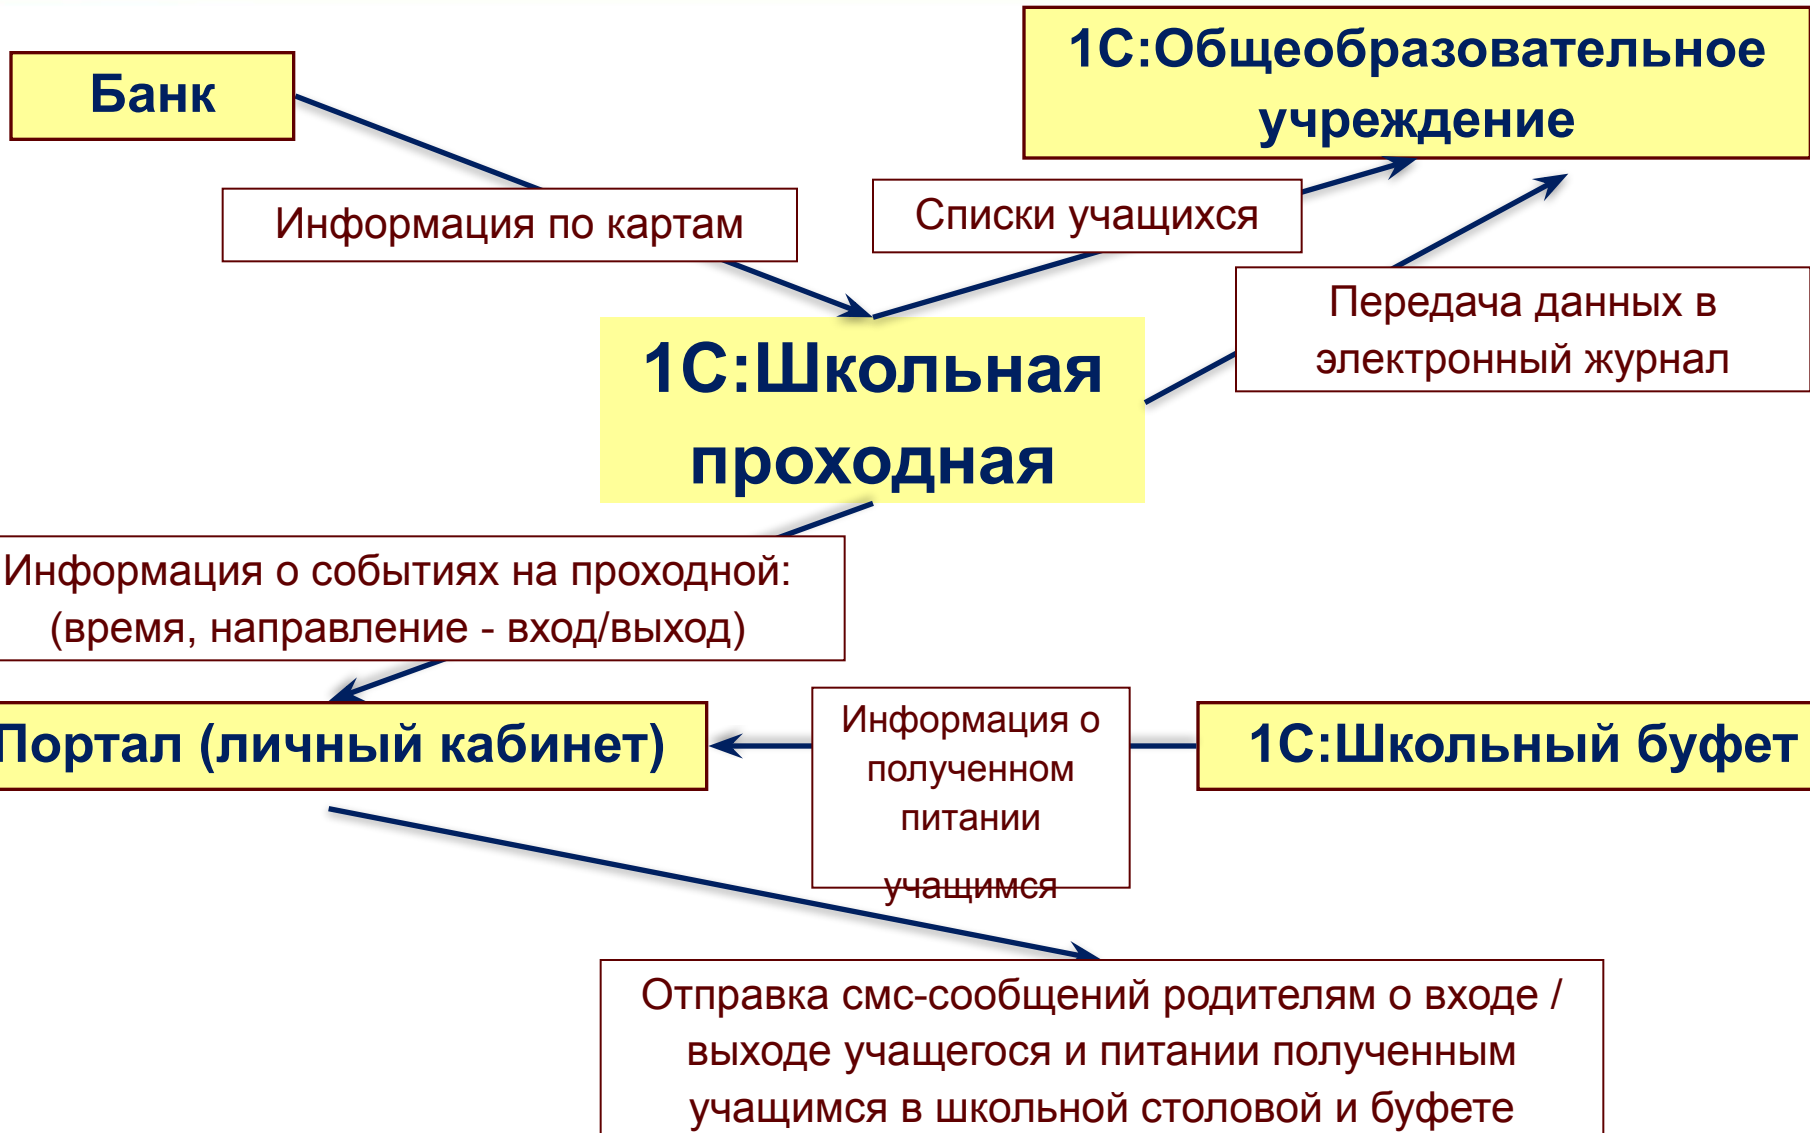 Банк
1С:Общеобразовательное
учреждение
Информация по картам
Списки учащихся
Передача данных в
электронный журнал
1С:Школьная
проходная
Информация о событиях на проходной:
(время, направление - вход/выход)
Портал (личный кабинет)
Информация о
полученном
питании
учащимся
1С:Школьный буфет
Отправка смс-сообщений родителям о входе /
выходе учащегося и питании полученным
учащимся в школьной столовой и буфете